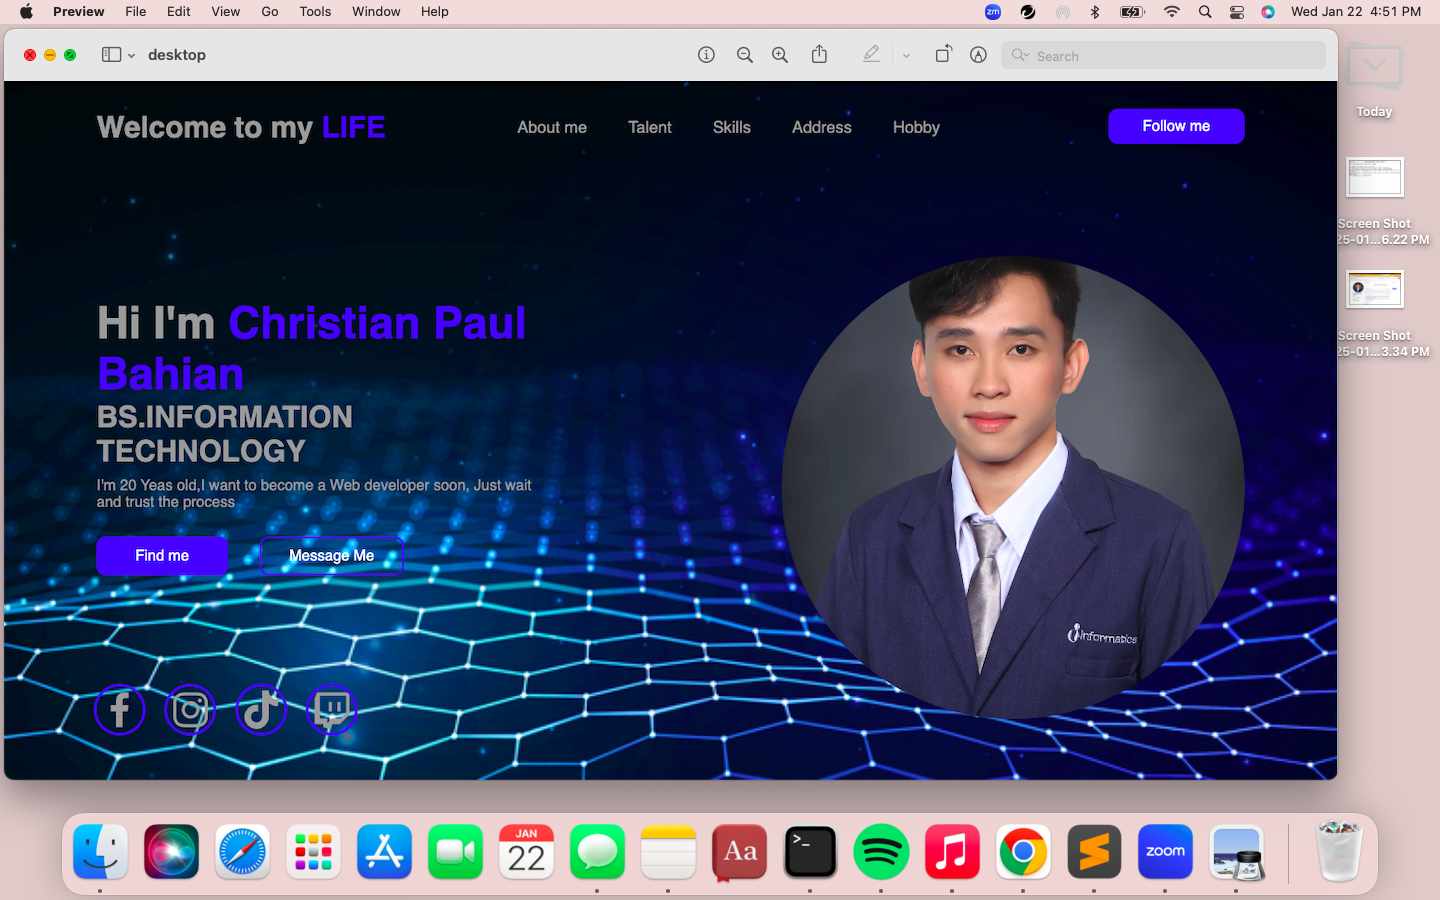 Preview File Edit View Go Tools Window Help
zm
Wed Jan 22 4:51 PM
desktop
Search
Today
Screen Shot
25-01...6.22 PM
Screen Shot
25-01...3.34 PM
Welcome to my LIFE
About me Talent Skills Address Hobby
Follow me
Hi I'm Christian Paul
Bahian
BS.INFORMATION
TECHNOLOGY
I'm 20 Yeas old,I want to become a Web developer soon, Just wait
and trust the process
Find me
Message Me
informatics
JAN
22
Aa
>_
zoom